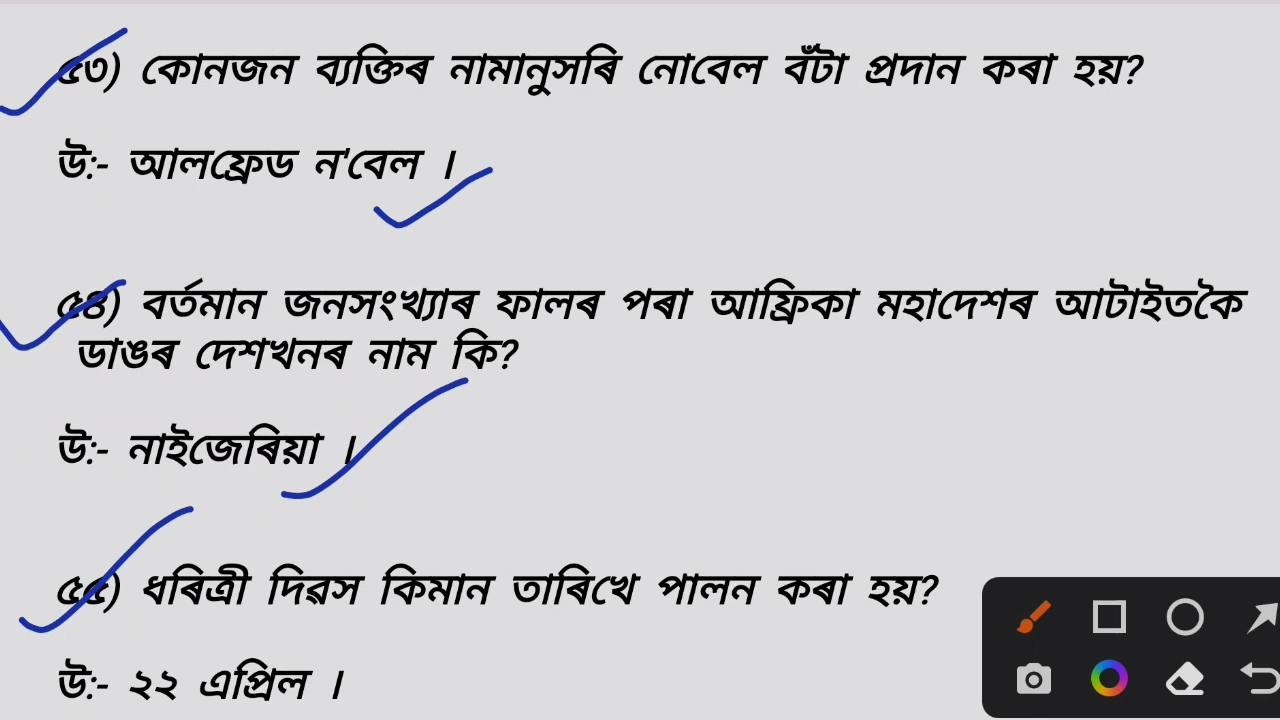 ৫৩) কোনজন ব্যক্তিৰ নামানুসৰি নোবেল বঁটা প্ৰদান কৰা হয়?
উ:- আলফ্ৰেড ন'বেল ।
৫৪) বৰ্তমান জনসংখ্যাৰ ফালৰ পৰা আফ্ৰিকা মহাদেশৰ আটাইতকৈ
ডাঙৰ দেশখনৰ নাম কি?
উ:- নাইজেৰিয়া ।
৫৫) ধৰিত্ৰী দিৱস কিমান তাৰিখে পালন কৰা হয়?
উ:- ২২ এপ্ৰিল ।